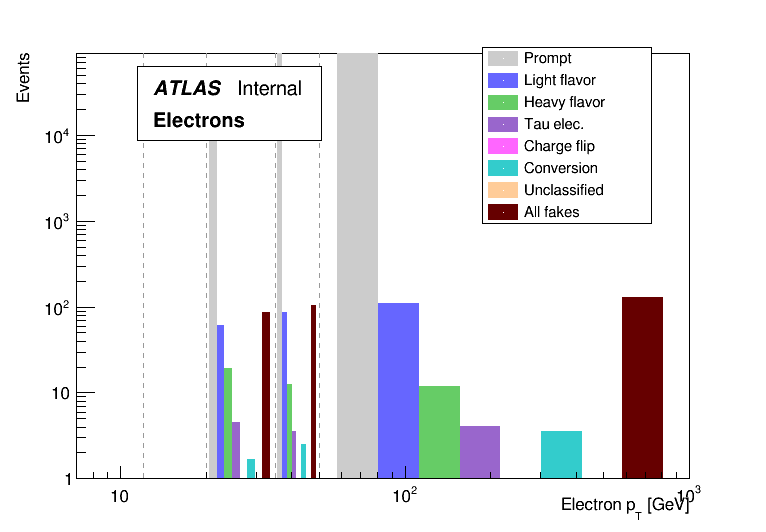 Events
ATLAS Internal
Electrons
Prompt
Light flavor
Heavy flavor
Tau elec.
Charge flip
Conversion
Unclassified
All fakes
10⁴
10³
10²
10
1
10
10²
10³
Electron p_T [GeV]